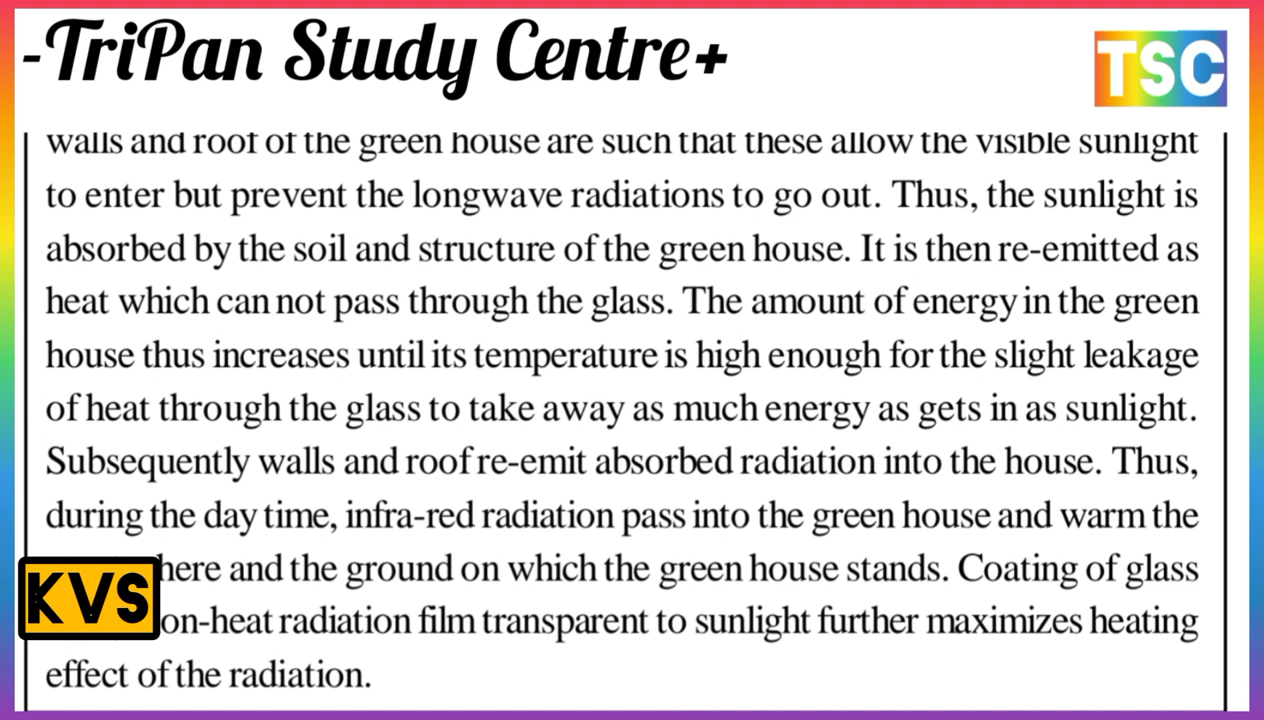 -TriPan Study Centre+
TSC
walls and roof of the green house are such that these allow the visible sunlight
to enter but prevent the longwave radiations to go out. Thus, the sunlight is
absorbed by the soil and structure of the green house. It is then re-emitted as
heat which can not pass through the glass. The amount of energy in the green
house thus increases until its temperature is high enough for the slight leakage
of heat through the glass to take away as much energy as gets in as sunlight.
Subsequently walls and roof re-emit absorbed radiation into the house. Thus,
during the day time, infra-red radiation pass into the green house and warm the
here and the ground on which the green house stands. Coating of glass
KVS
on-heat radiation film transparent to sunlight further maximizes heating
effect of the radiation.